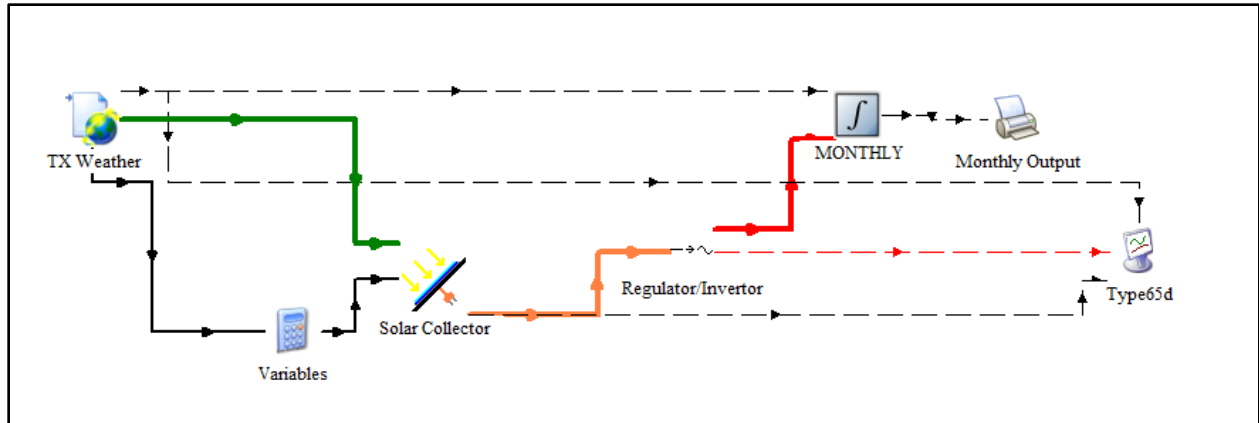 TX Weather
MONTHLY
Monthly Output
Regulator/Invertor
Type65d
Solar Collector
Variables